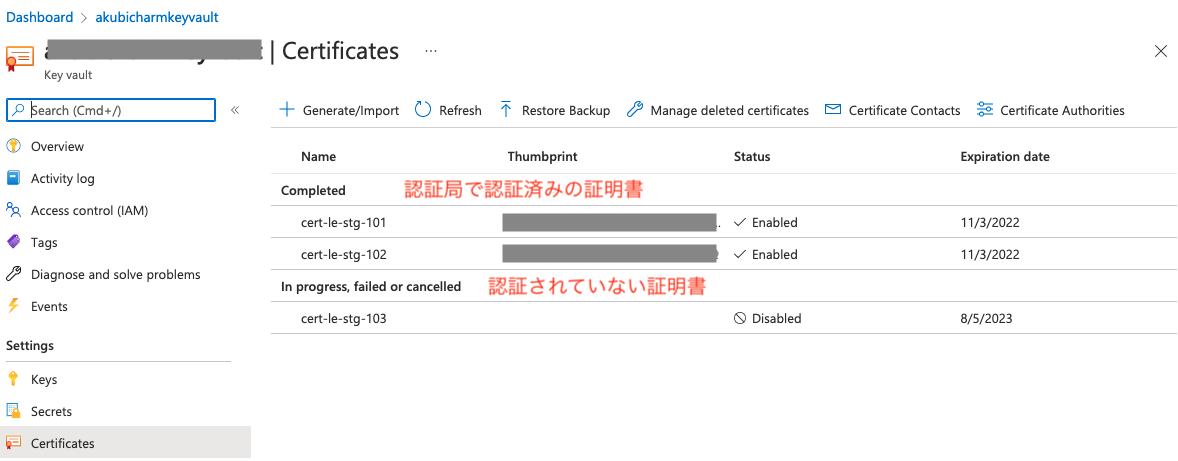 Dashboard > akubicharmkeyvault
| Certificates ...
Key vault
Search (Cmd+/)
«
Generate/Import Refresh Restore Backup Manage deleted certificates Certificate Contacts Certificate Authorities
Overview
Activity log
Access control (IAM)
Tags
Diagnose and solve problems
Events
Settings
Keys
Secrets
Certificates
Name Thumbprint Status Expiration date
Completed 認証局で認証済みの証明書
cert-le-stg-101 Enabled 11/3/2022
cert-le-stg-102 Enabled 11/3/2022
In progress, failed or cancelled 認証されていない証明書
cert-le-stg-103 Disabled 8/5/2023